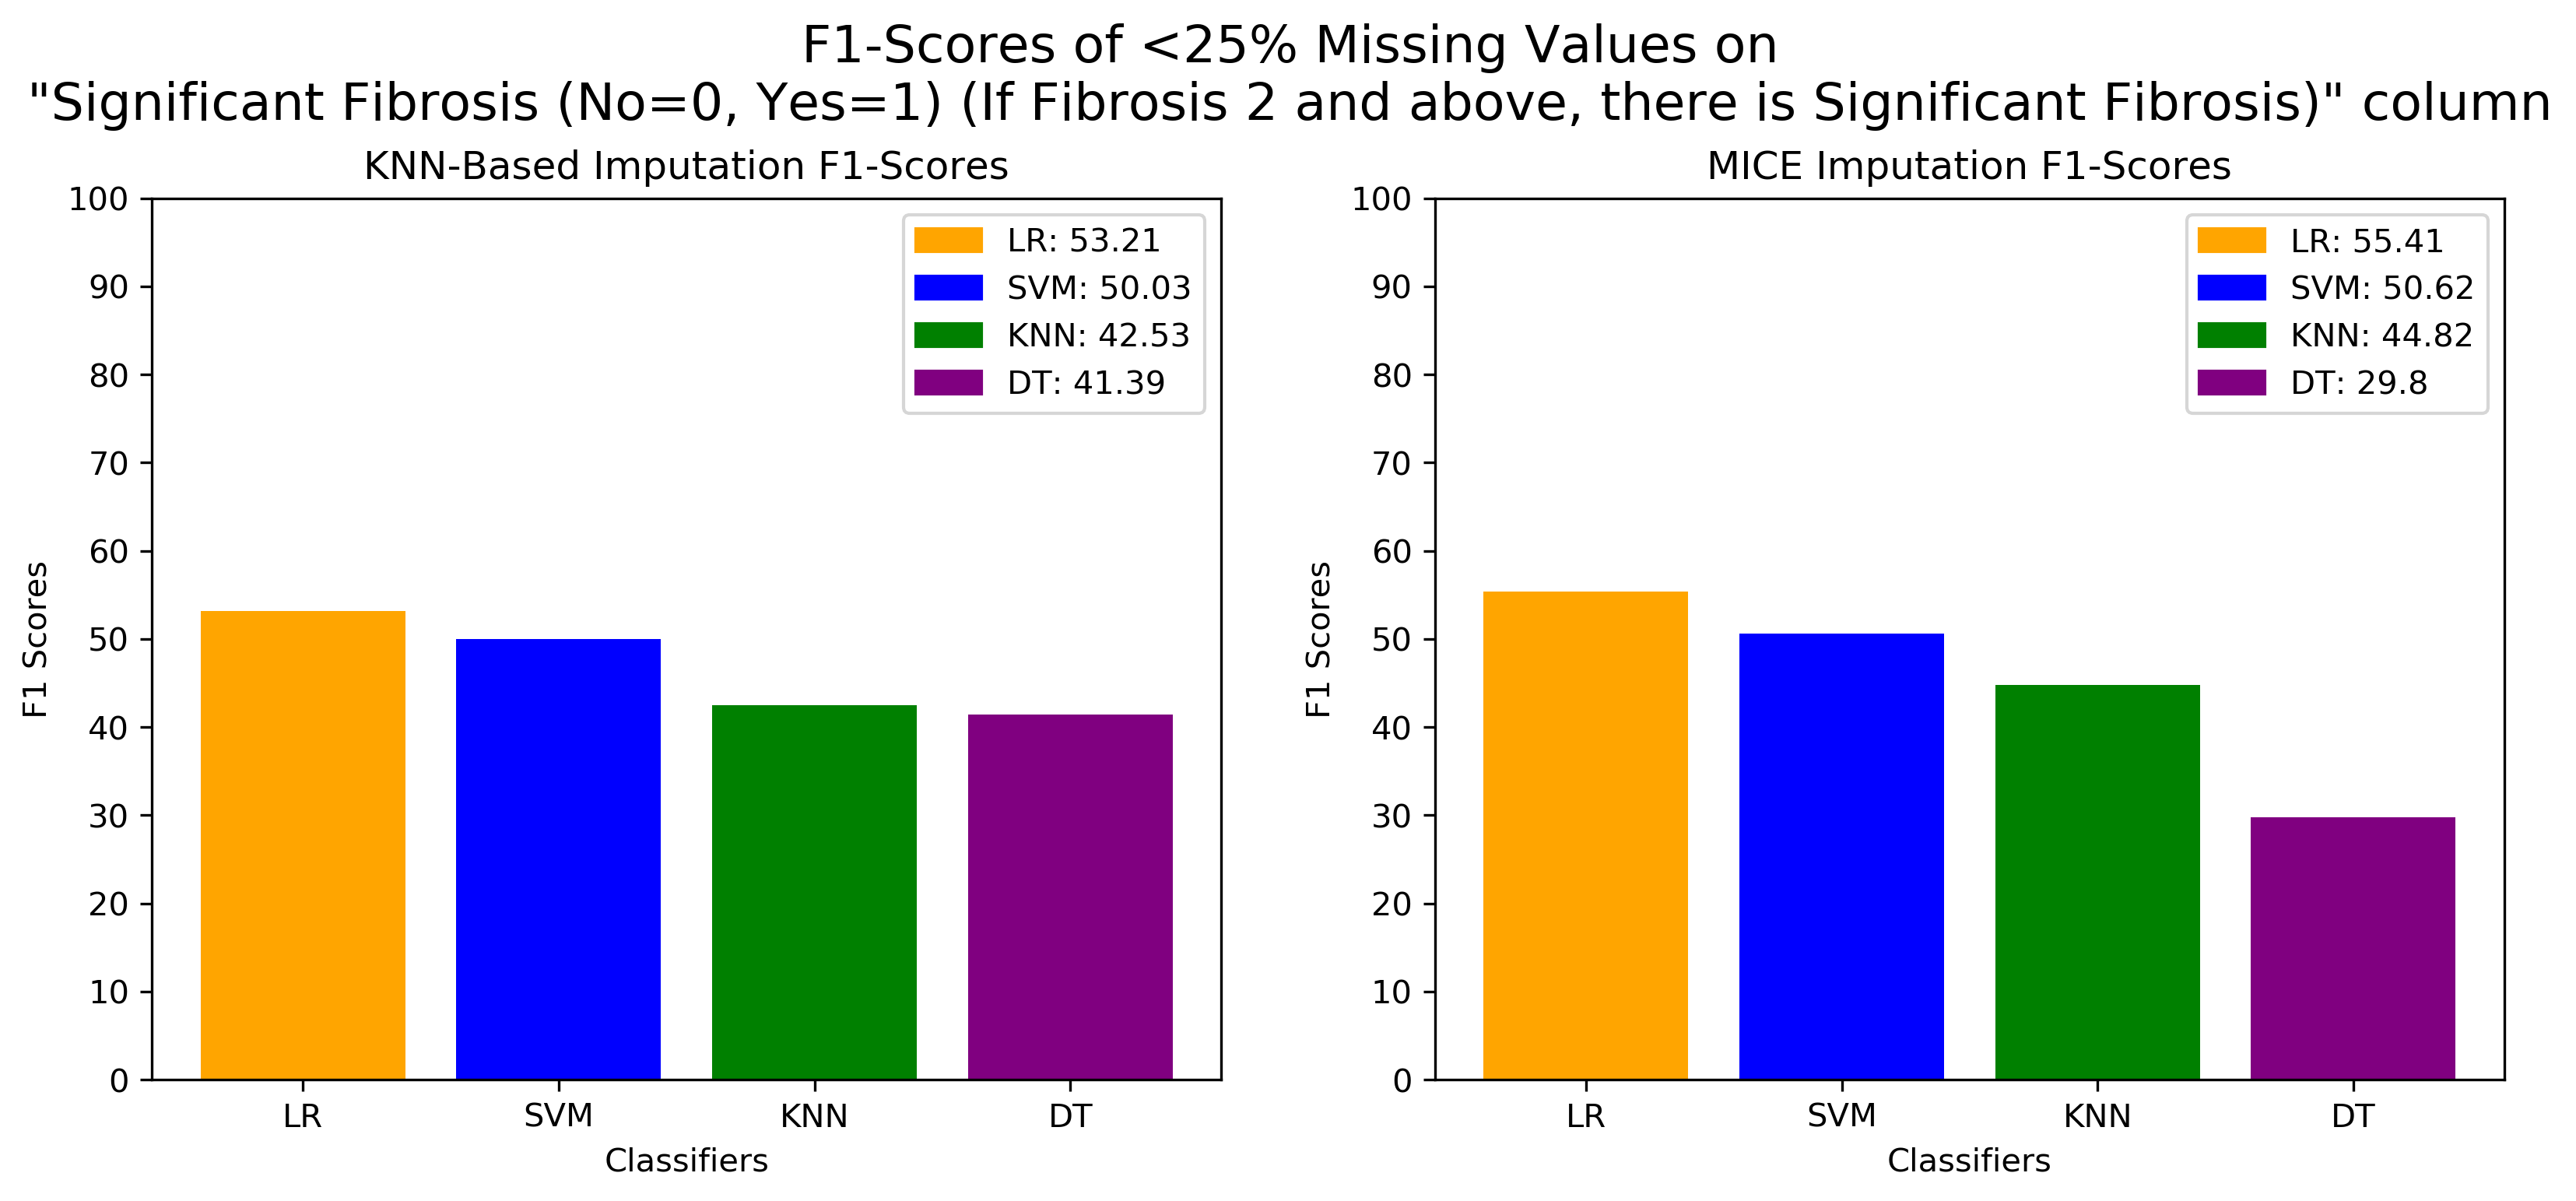 F1-Scores of <25% Missing Values on
"Significant Fibrosis (No=0, Yes=1) (If Fibrosis 2 and above, there is Significant Fibrosis)" column
KNN-Based Imputation F1-Scores
100
90
80
70
60
50
40
30
20
10
0
F1 Scores
LR: 53.21
SVM: 50.03
KNN: 42.53
DT: 41.39
LR SVM KNN DT
Classifiers
MICE Imputation F1-Scores
100
90
80
70
60
50
40
30
20
10
0
F1 Scores
LR: 55.41
SVM: 50.62
KNN: 44.82
DT: 29.8
LR SVM KNN DT
Classifiers